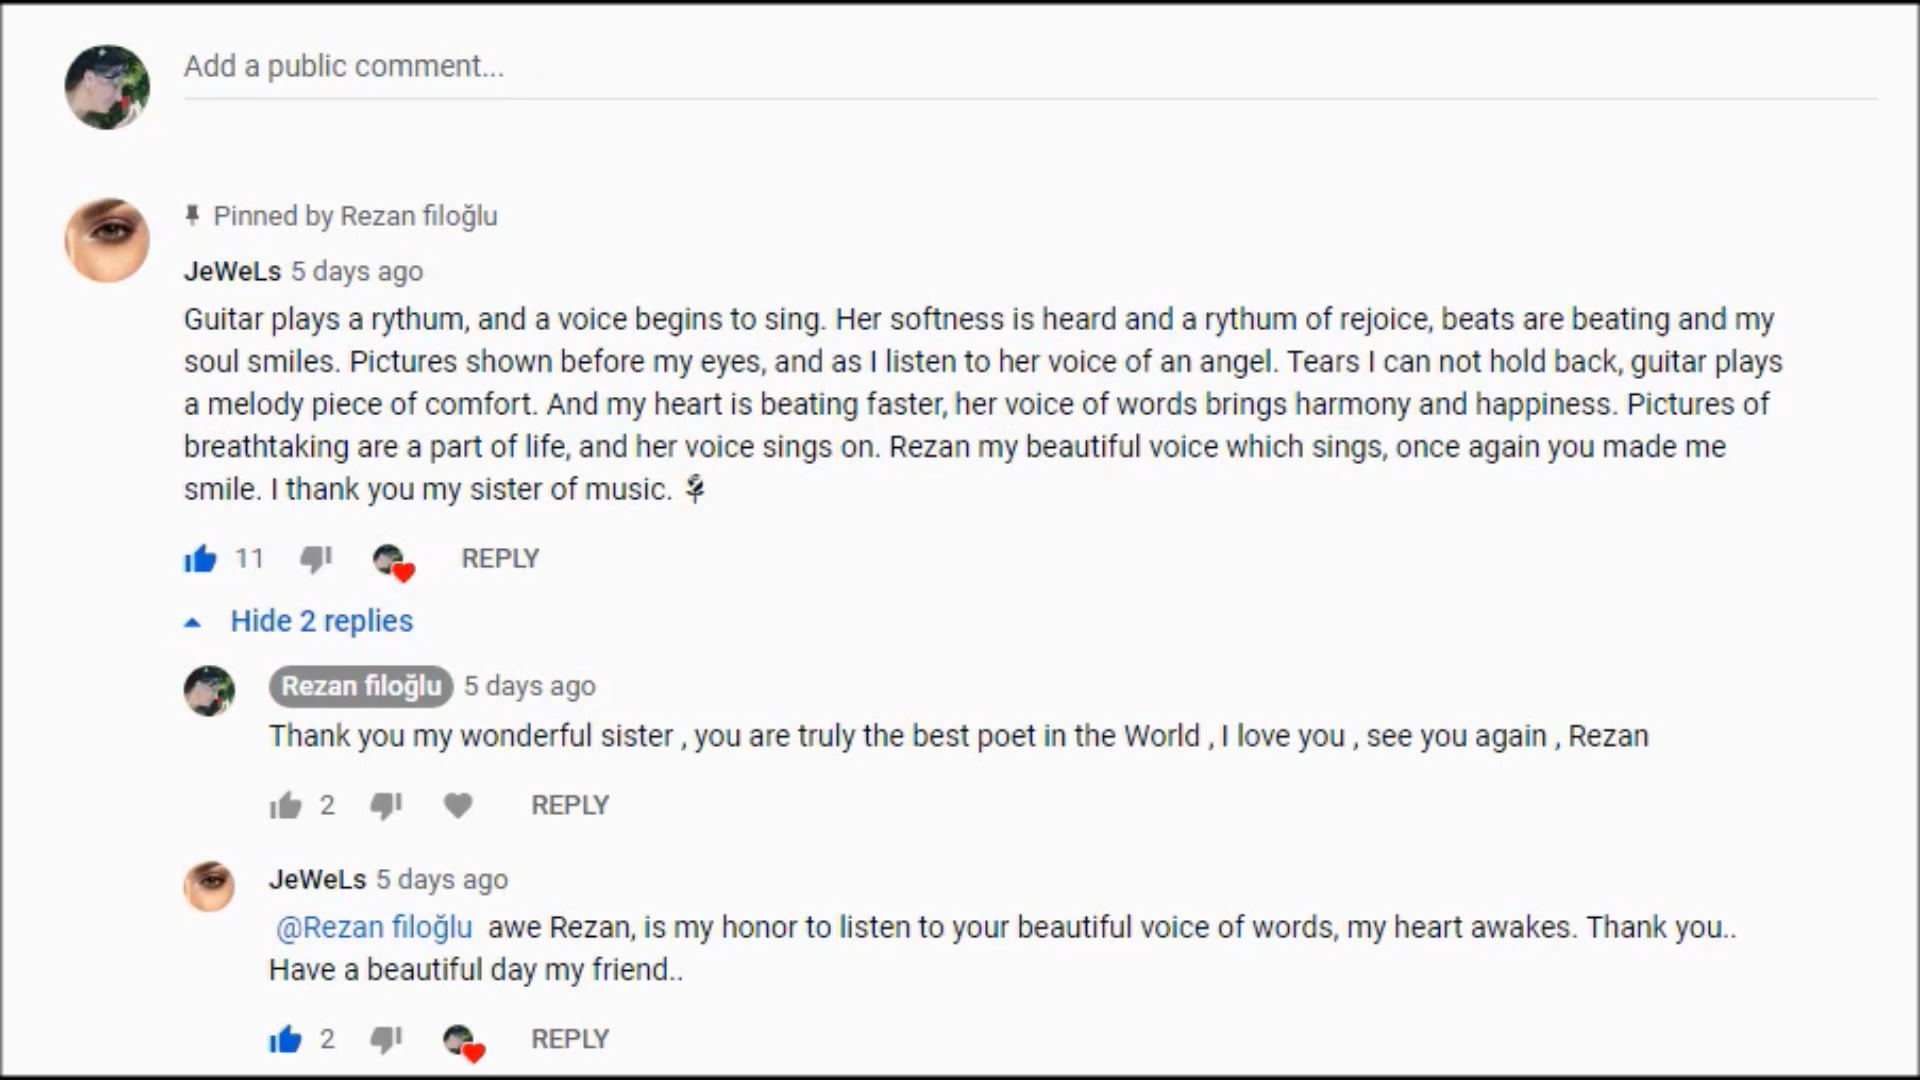 Add a public comment...
Pinned by Rezan filoğlu
JeWeLs 5 days ago
Guitar plays a rythum, and a voice begins to sing. Her softness is heard and a rythum of rejoice, beats are beating and my
soul smiles. Pictures shown before my eyes, and as I listen to her voice of an angel. Tears I can not hold back, guitar plays
a melody piece of comfort. And my heart is beating faster, her voice of words brings harmony and happiness. Pictures of
breathtaking are a part of life, and her voice sings on. Rezan my beautiful voice which sings, once again you made me
smile. I thank you my sister of music.
11 REPLY
Hide 2 replies
Rezan filoğlu 5 days ago
Thank you my wonderful sister , you are truly the best poet in the World , I love you , see you again , Rezan
2 REPLY
JeWeLs 5 days ago
@Rezan filoğlu awe Rezan, is my honor to listen to your beautiful voice of words, my heart awakes. Thank you..
Have a beautiful day my friend..
2 REPLY